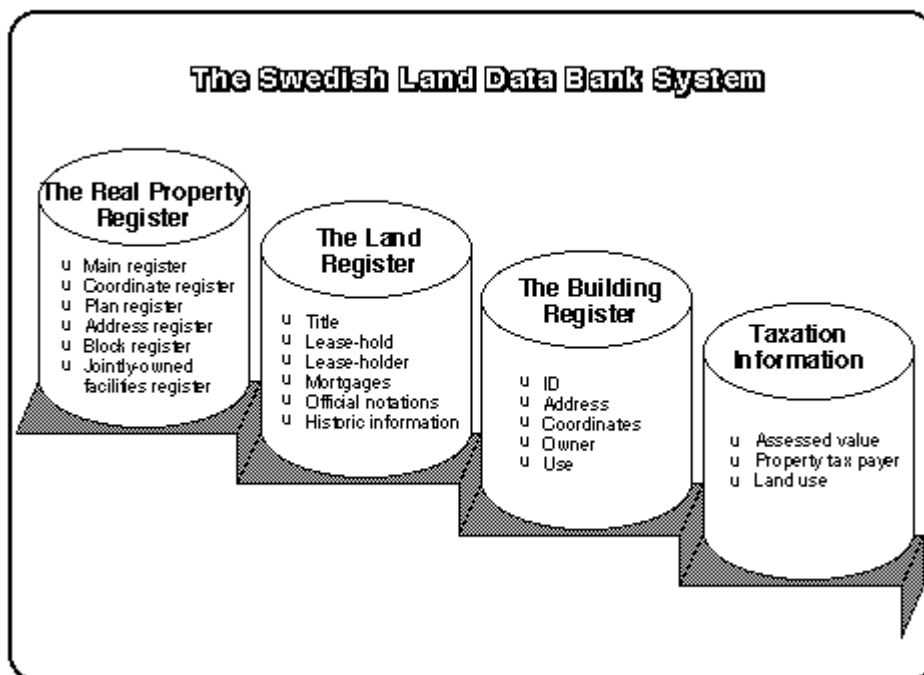 The Swedish Land Data Bank System
The Real Property
Register
u Main register
u Coordinate register
u Plan register
u Address register
u Block register
u Jointly-owned
facilities register
The Land
Register
u Title
u Lease-hold
u Lease-holder
u Mortgages
u Official notations
u Historic information
The Building
Register
u ID
u Address
u Coordinates
u Owner
u Use
Taxation
Information
u Assessed value
u Property tax payer
u Land use